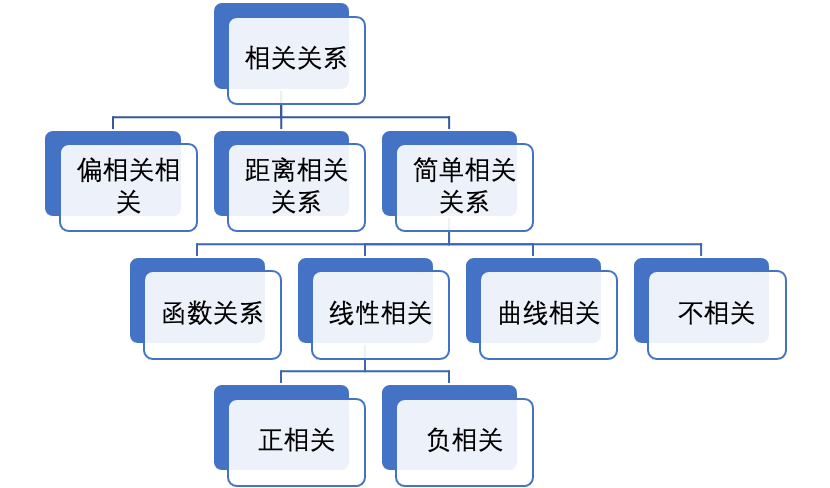 相关关系
偏相关相
关
距离相关
关系
简单相关
关系
函数关系
线性相关
曲线相关
不相关
正相关
负相关